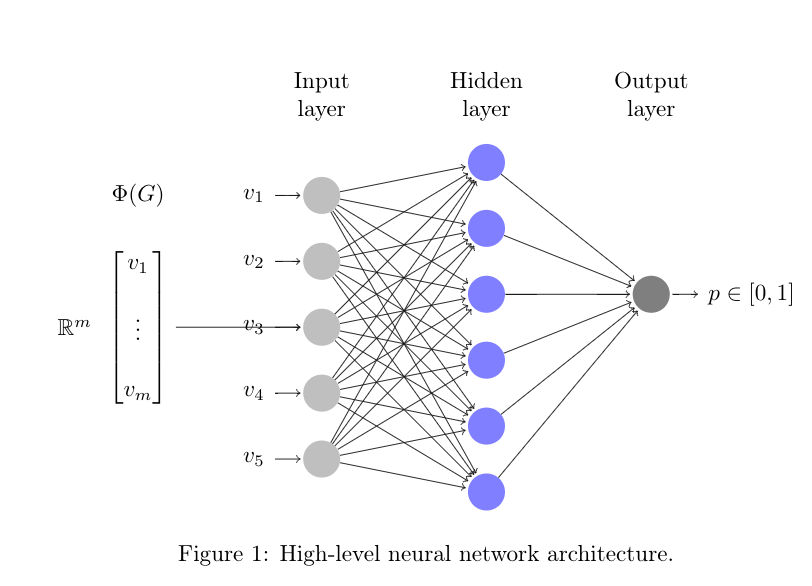 Input
layer
Hidden
layer
Output
layer
Φ(G)
v₁
⋮
vₘ
ℝᵐ
v₁
v₂
v₃
v₄
v₅
p ∈ [0, 1]
Figure 1: High-level neural network architecture.